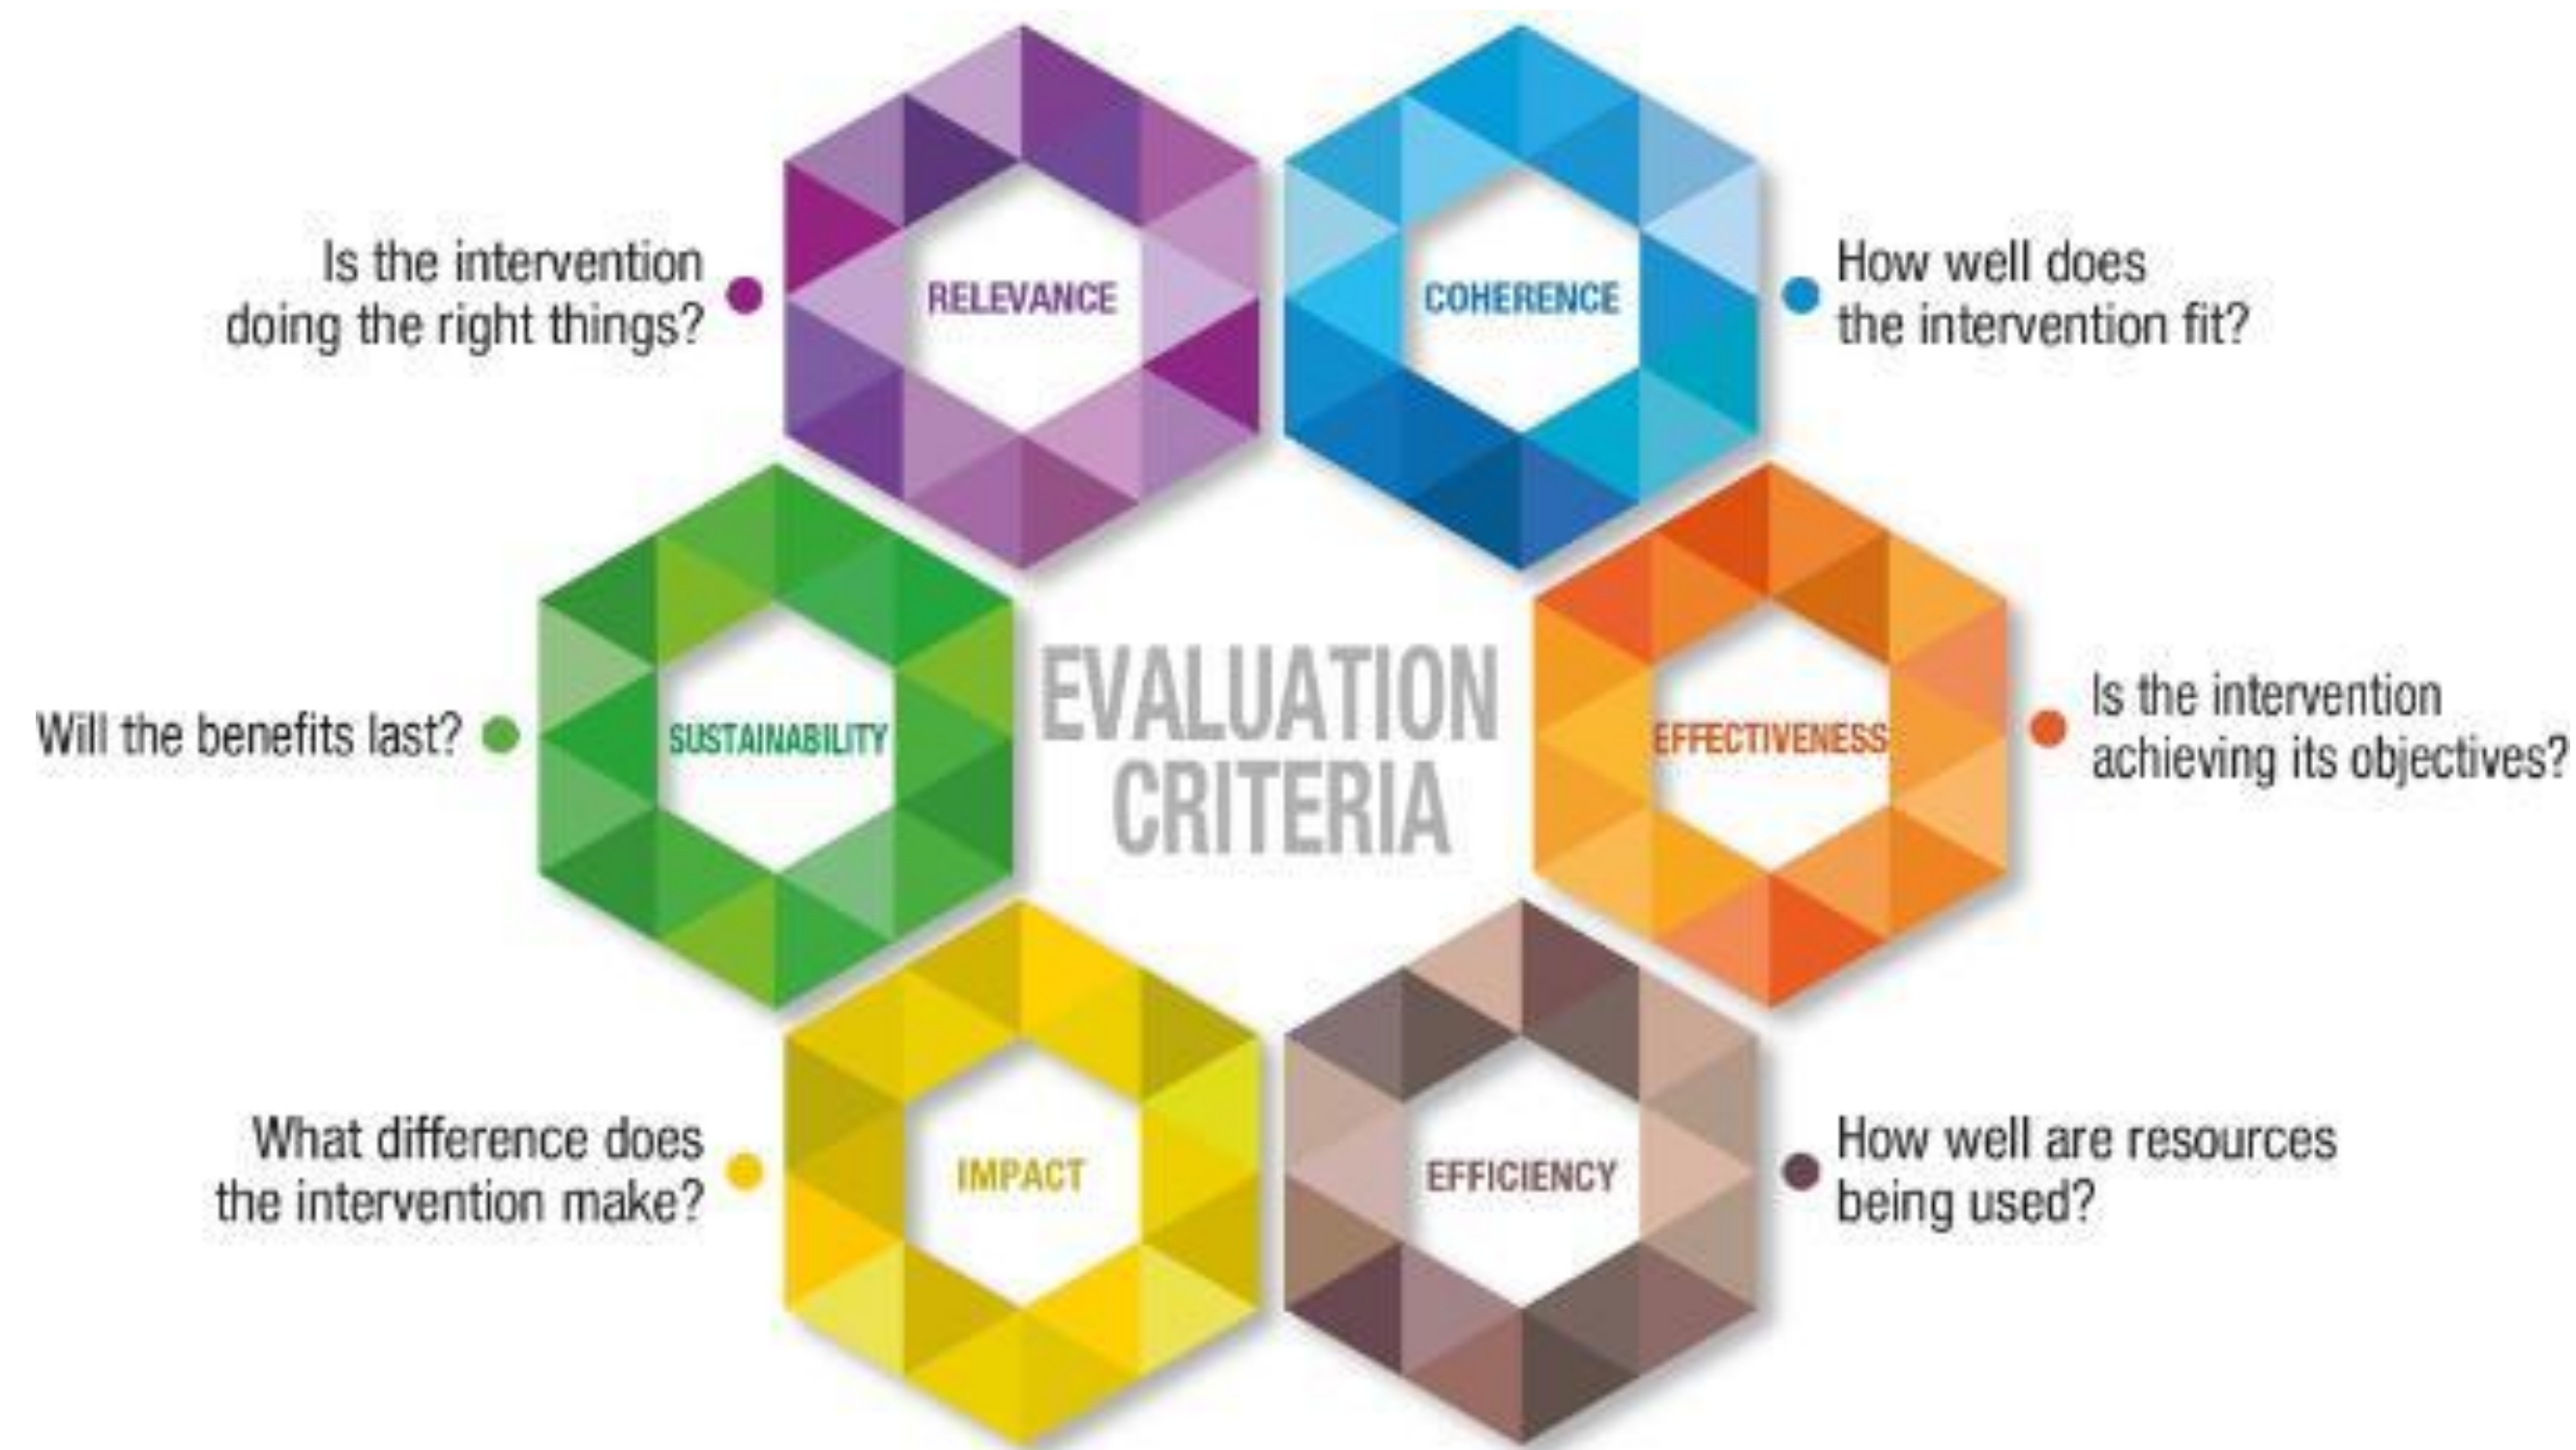 Is the intervention
doing the right things?
RELEVANCE
COHERENCE
How well does
the intervention fit?
Will the benefits last?
SUSTAINABILITY
EVALUATION
CRITERIA
EFFECTIVENESS
Is the intervention
achieving its objectives?
What difference does
the intervention make?
IMPACT
EFFICIENCY
How well are resources
being used?